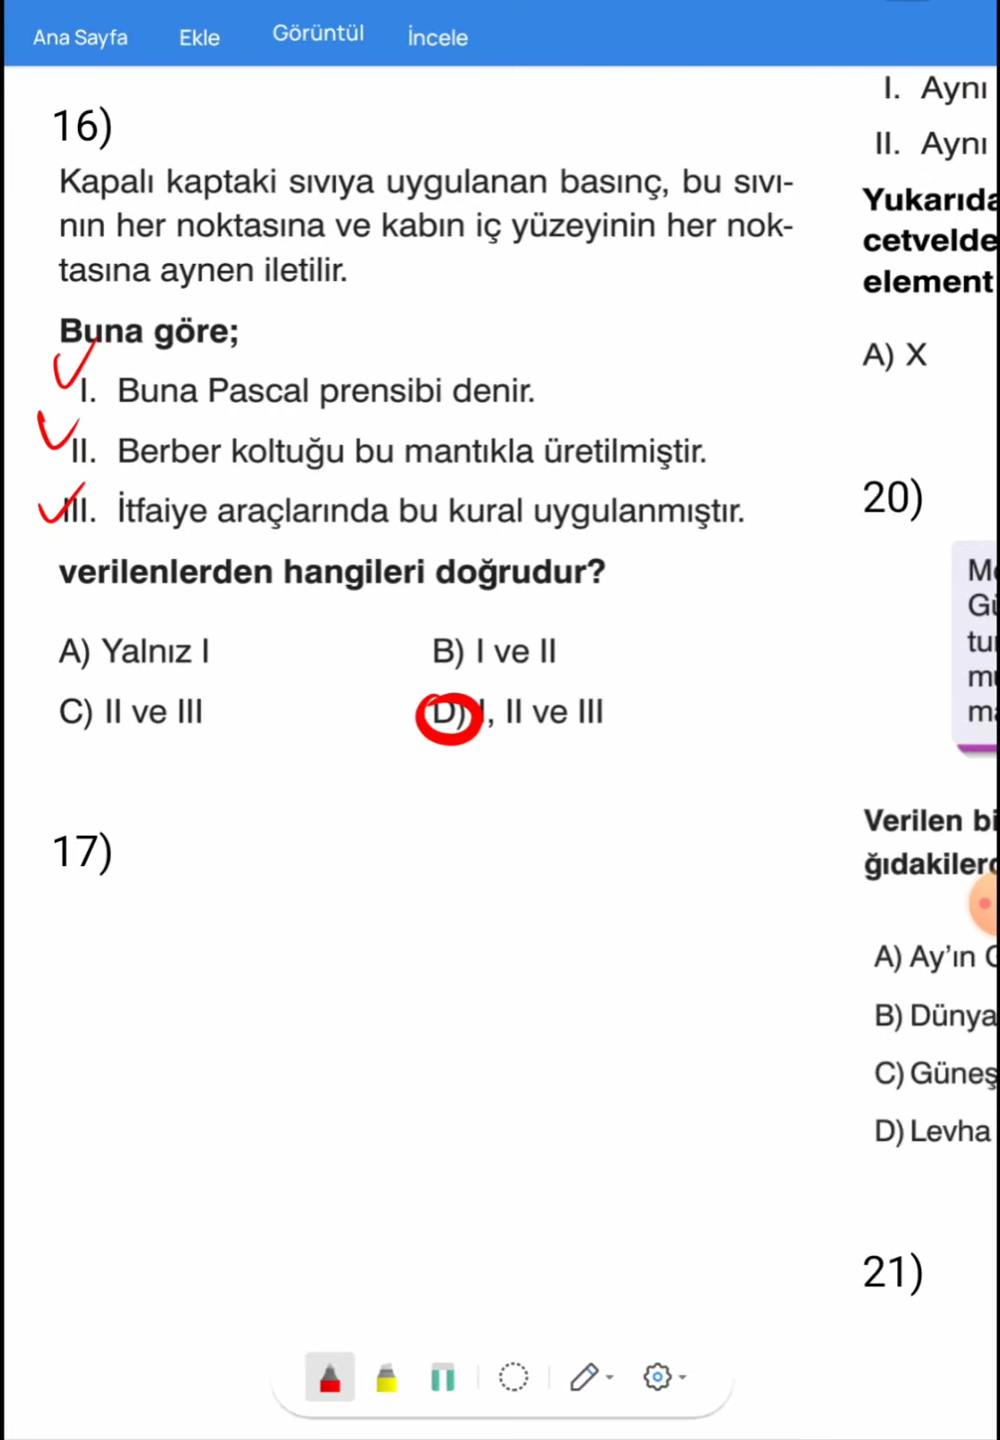 Ana Sayfa Ekle Görüntül İncele
16)
Kapalı kaptaki sıvıya uygulanan basınç, bu sıvı-
nın her noktasına ve kabın iç yüzeyinin her nok-
tasına aynen iletilir.
Buna göre;
I. Buna Pascal prensibi denir.
II. Berber koltuğu bu mantıkla üretilmiştir.
III. İtfaiye araçlarında bu kural uygulanmıştır.
verilenlerden hangileri doğrudur?
A) Yalnız I B) I ve II
C) II ve III D) I, II ve III
17)
I. Aynı
II. Aynı
Yukarıda
cetvelde
element
A) X
20)
Verilen bi
ğıdakiler
A) Ay'ın
B) Dünya
C) Güneş
D) Levha
21)